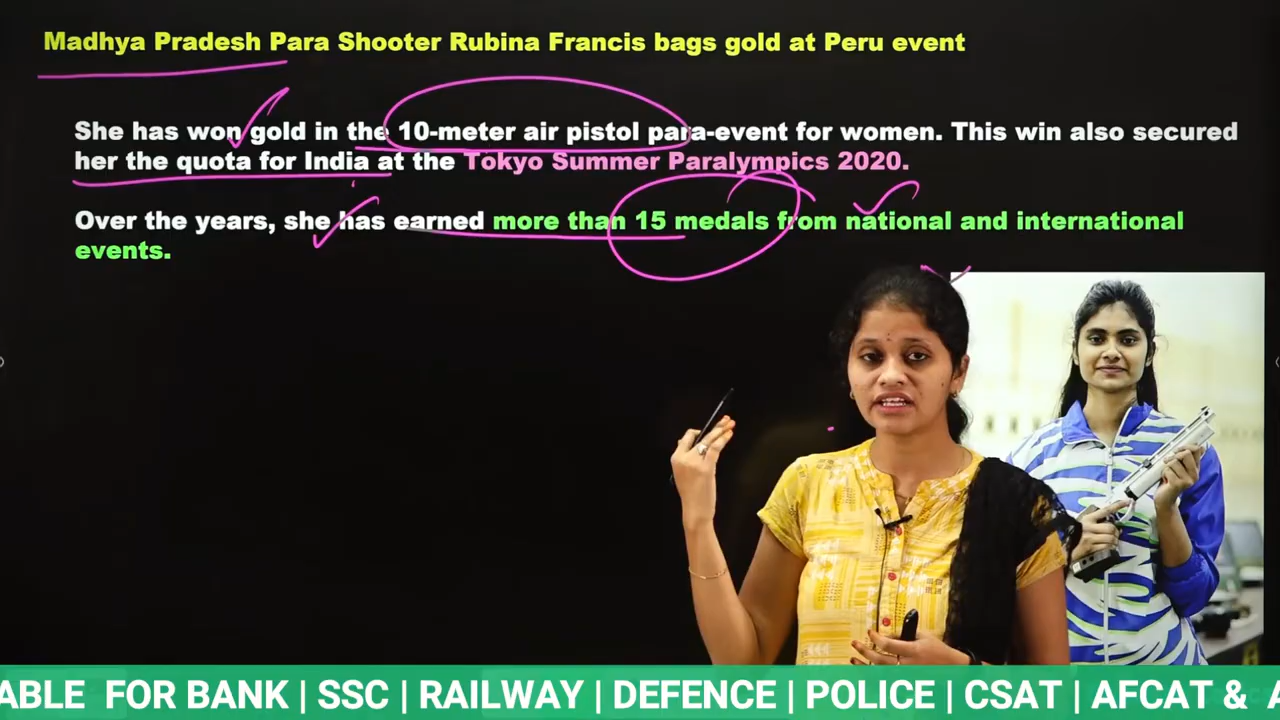 Madhya Pradesh Para Shooter Rubina Francis bags gold at Peru event
She has won gold in the 10-meter air pistol para-event for women. This win also secured
her the quota for India at the Tokyo Summer Paralympics 2020.
Over the years, she has earned more than 15 medals from national and international
events.
ABLE FOR BANK | SSC | RAILWAY | DEFENCE | POLICE | CSAT | AFCAT & A